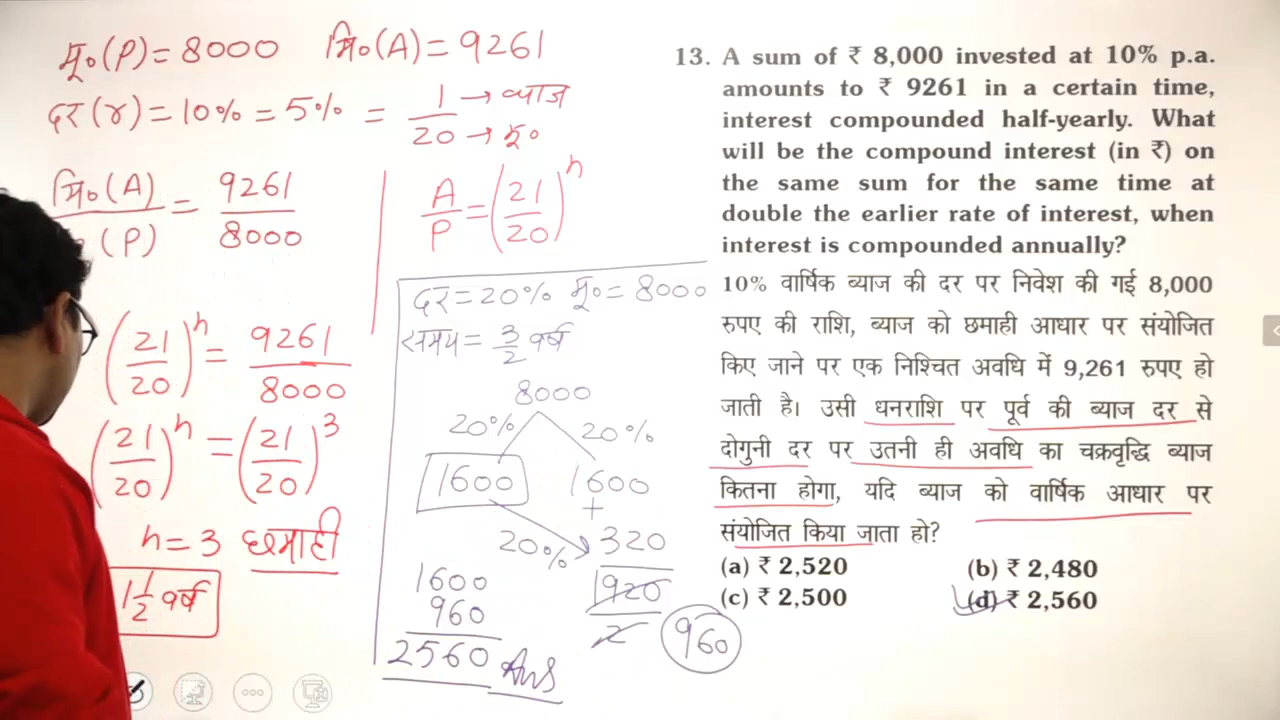 मू०(P) = 8000 मि०(A) = 9261
दर(r) = 10% = 5% = 1/20 → ब्याज → मू०
मि०(A) / (P) = 9261/8000
A/P = (21/20)^n
(21/20)^n = 9261/8000
(21/20)^n = (21/20)^3
n = 3 छमाही
1 1/2 वर्ष
दर = 20% मू० = 8000
समय = 3/2 वर्ष
8000
20% 20%
1600 1600
+
20% 320
1920
2
960
1600
960
2560 Ans
13. A sum of ₹ 8,000 invested at 10% p.a.
amounts to ₹ 9261 in a certain time,
interest compounded half-yearly. What
will be the compound interest (in ₹) on
the same sum for the same time at
double the earlier rate of interest, when
interest is compounded annually?
10% वार्षिक ब्याज की दर पर निवेश की गई 8,000
रुपए की राशि, ब्याज को छमाही आधार पर संयोजित
किए जाने पर एक निश्चित अवधि में 9,261 रुपए हो
जाती है। उसी धनराशि पर पूर्व की ब्याज दर से
दोगुनी दर पर उतनी ही अवधि का चक्रवृद्धि ब्याज
कितना होगा, यदि ब्याज को वार्षिक आधार पर
संयोजित किया जाता हो?
(a) ₹ 2,520 (b) ₹ 2,480
(c) ₹ 2,500 (d) ₹ 2,560